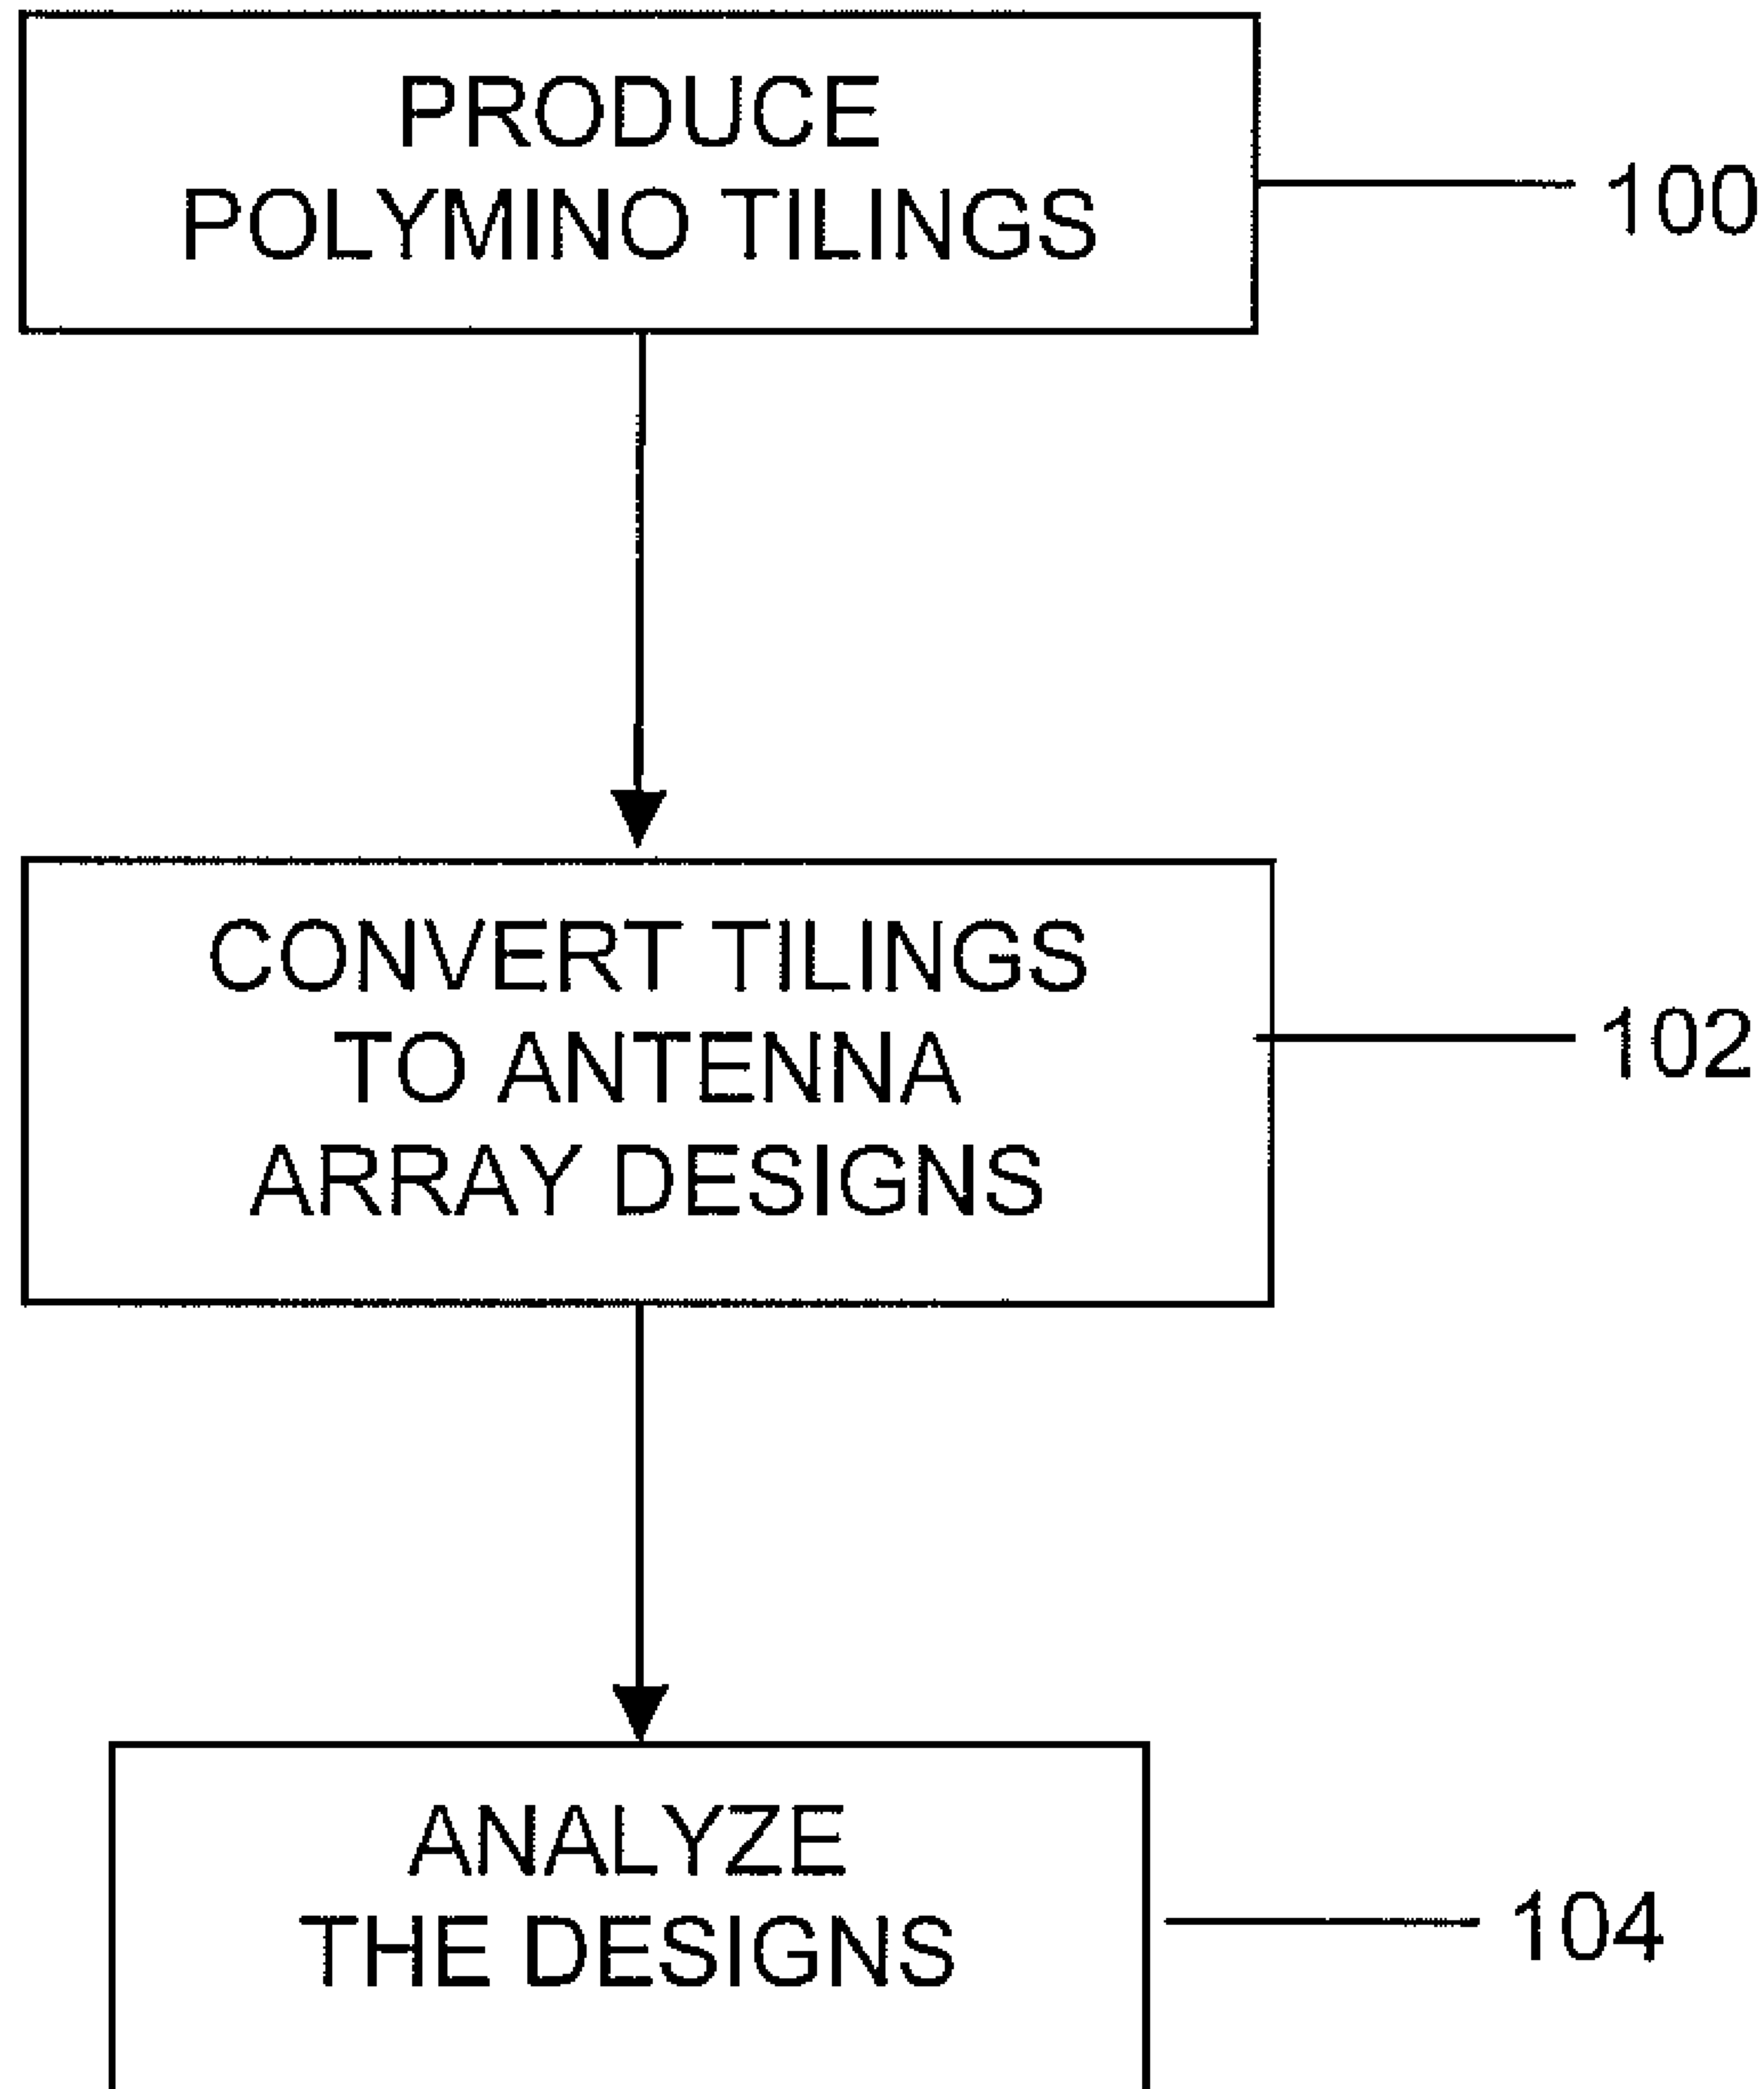 PRODUCE
POLYMINO TILINGS
100
CONVERT TILINGS
TO ANTENNA
ARRAY DESIGNS
102
ANALYZE
THE DESIGNS
104